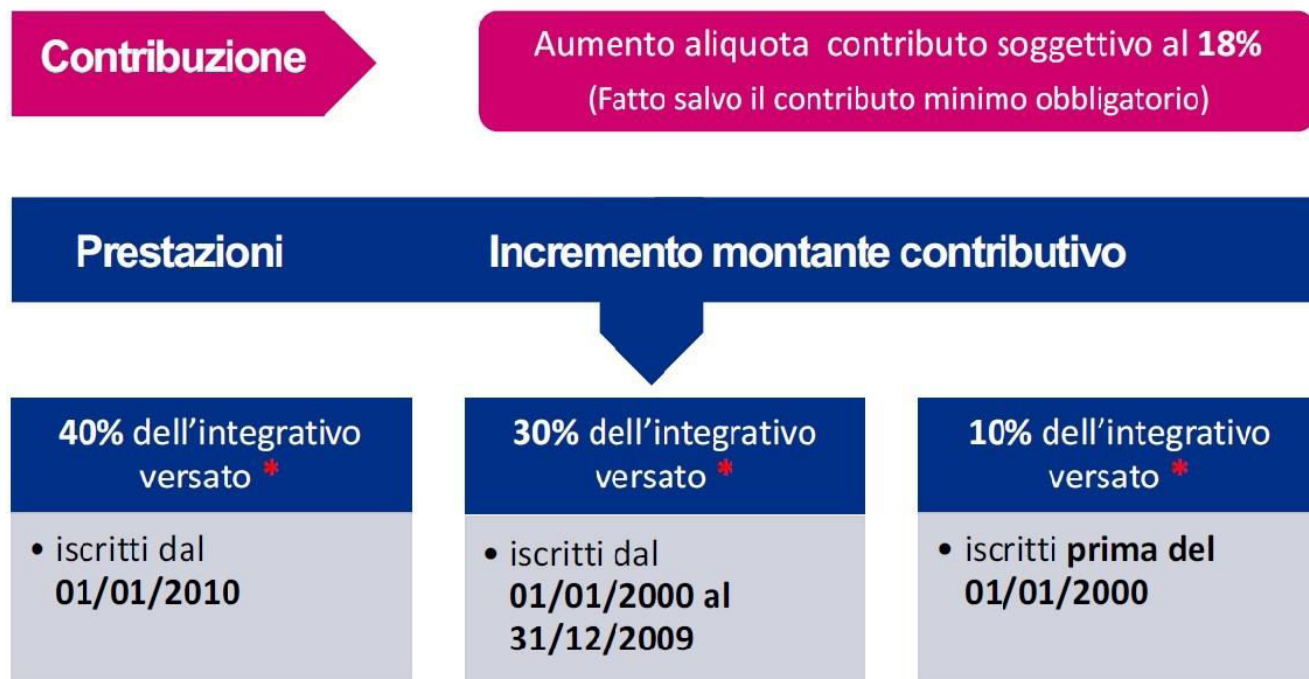 Contribuzione
Aumento aliquota contributo soggettivo al 18%
(Fatto salvo il contributo minimo obbligatorio)
Prestazioni
Incremento montante contributivo
40% dell'integrativo
versato *
• iscritti dal
01/01/2010
30% dell'integrativo
versato *
• iscritti dal
01/01/2000 al
31/12/2009
10% dell'integrativo
versato *
• iscritti prima del
01/01/2000